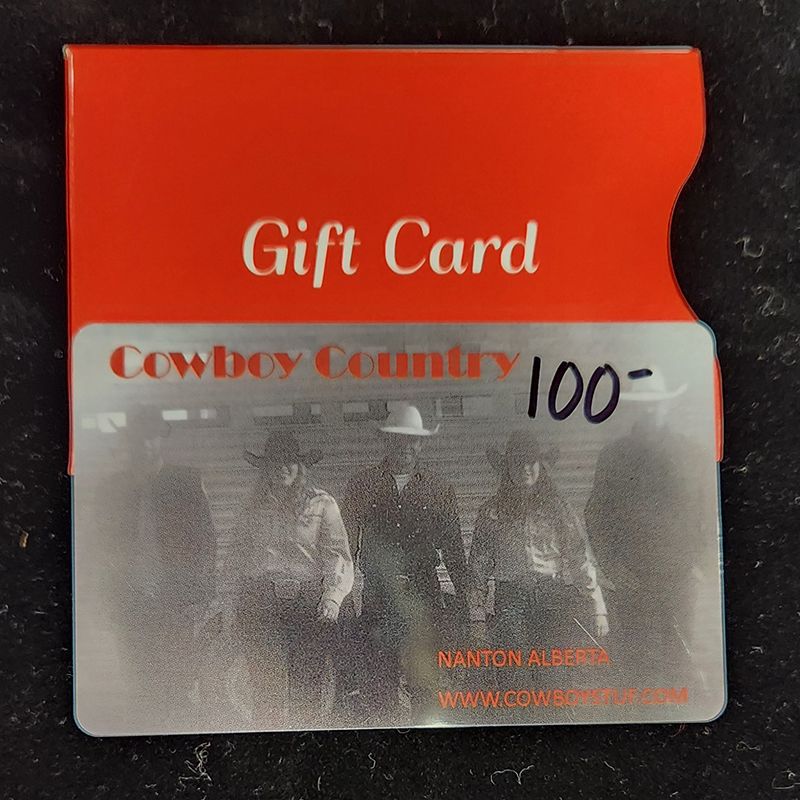 Gift Card
Cowboy Country 100-
NANTON ALBERTA
WWW.COWBOYSTUF.COM